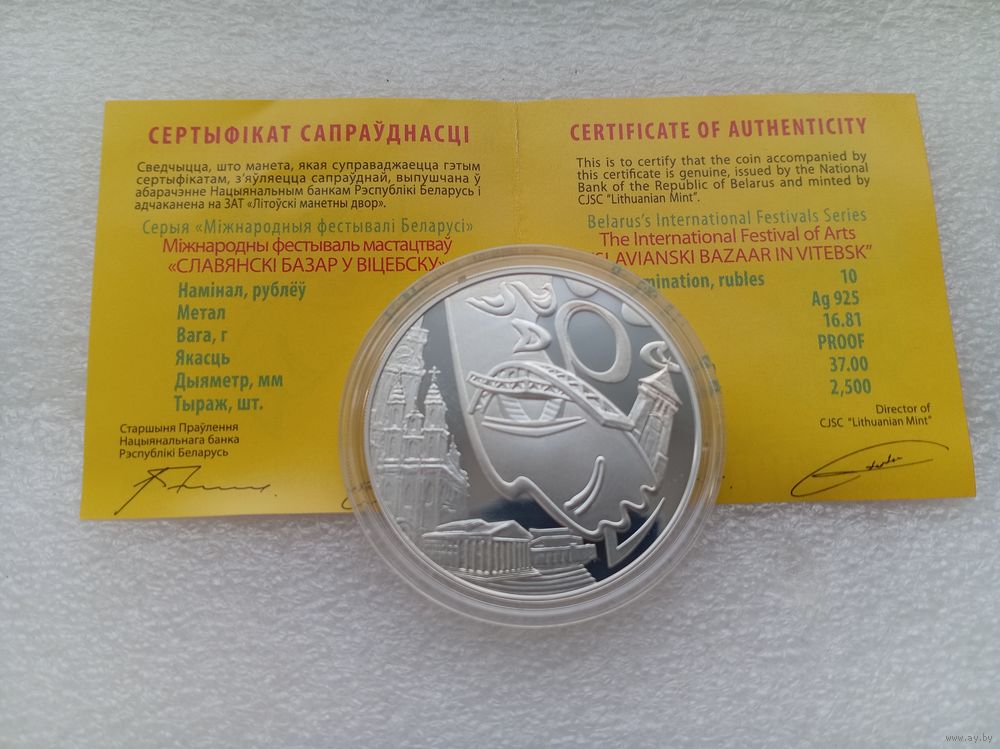 СЕРТЫФІКАТ САПРАЎДНАСЦІ
Сведчыцца, што манета, якая суправаджаецца гэтым
сертыфікатам, з'яўляецца сапраўднай, выпушчана ў
абарачэнне Нацыянальным банкам Рэспублікі Беларусь і
адчаканена на ЗАТ «Літоўскі манетны двор».
Серыя «Міжнародныя фестывалі Беларусі»
Міжнародны фестываль мастацтваў
«СЛАВЯНСКІ БАЗАР У ВІЦЕБСКУ»
Намінал, рублёў
Метал
Вага, г
Якасць
Дыяметр, мм
Тыраж, шт.
Старшыня Праўлення
Нацыянальнага банка
Рэспублікі Беларусь
CERTIFICATE OF AUTHENTICITY
This is to certify that the coin accompanied by
this certificate is genuine, issued by the National
Bank of the Republic of Belarus and minted by
CJSC "Lithuanian Mint".
Belarus's International Festivals Series
The International Festival of Arts
SLAVIANSKI BAZAAR IN VITEBSK"
mination, rubles 10
Ag 925
16.81
PROOF
37.00
2,500
Director of
CJSC "Lithuanian Mint"
www.ay.by